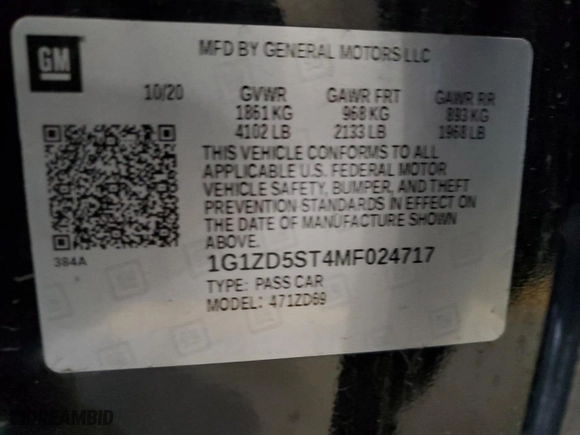 GM
MFD BY GENERAL MOTORS LLC
10/20 GVWR GAWR FRT GAWR RR
1861 KG 968 KG 893 KG
4102 LB 2133 LB 1968 LB
THIS VEHICLE CONFORMS TO ALL
APPLICABLE U.S. FEDERAL MOTOR
VEHICLE SAFETY, BUMPER, AND THEFT
PREVENTION STANDARDS IN EFFECT ON
THE DATE OF MANUFACTURE SHOWN
ABOVE.
384A
1G1ZD5ST4MF024717
TYPE: PASS CAR
MODEL: 471ZD69